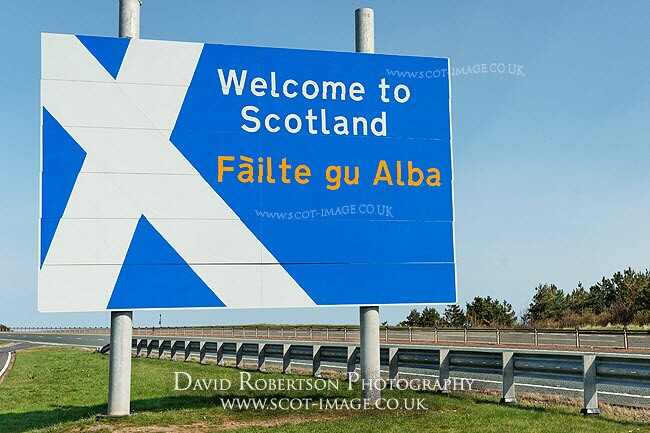 WWW.SCOT-IMAGE.CO.UK
Welcome to
Scotland
Fàilte gu Alba
WWW.SCOT-IMAGE.CO.UK
DAVID ROBERTSON PHOTOGRAPHY
WWW.SCOT-IMAGE.CO.UK